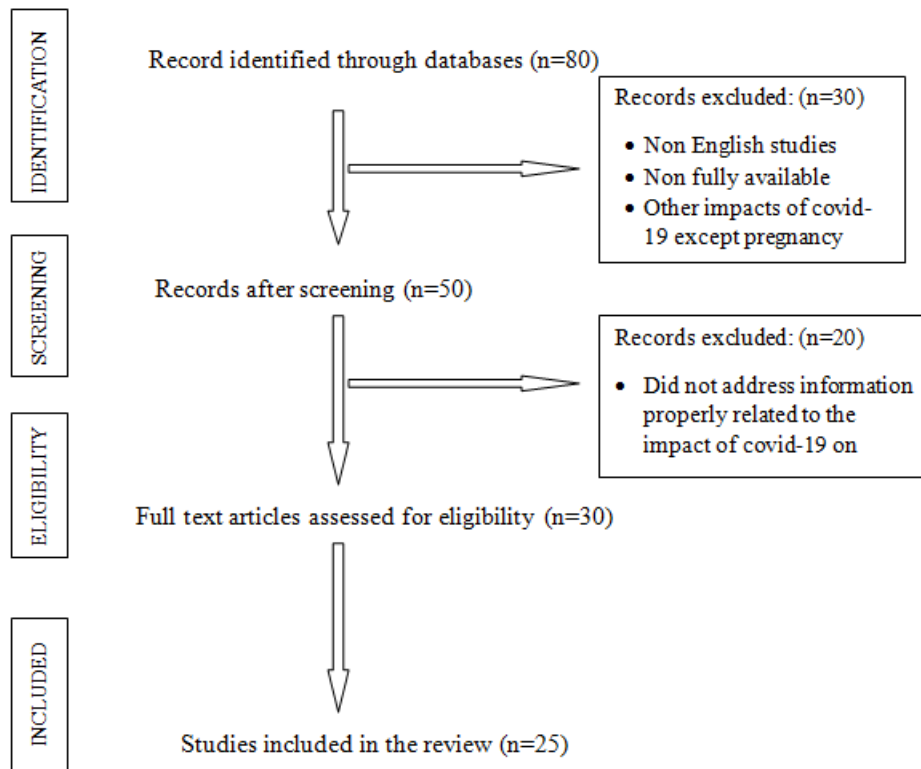 IDENTIFICATION
Record identified through databases (n=80)
Records excluded: (n=30)
• Non English studies
• Non fully available
• Other impacts of covid-
19 except pregnancy
SCREENING
Records after screening (n=50)
Records excluded: (n=20)
• Did not address information
properly related to the
impact of covid-19 on
ELIGIBILITY
Full text articles assessed for eligibility (n=30)
INCLUDED
Studies included in the review (n=25)